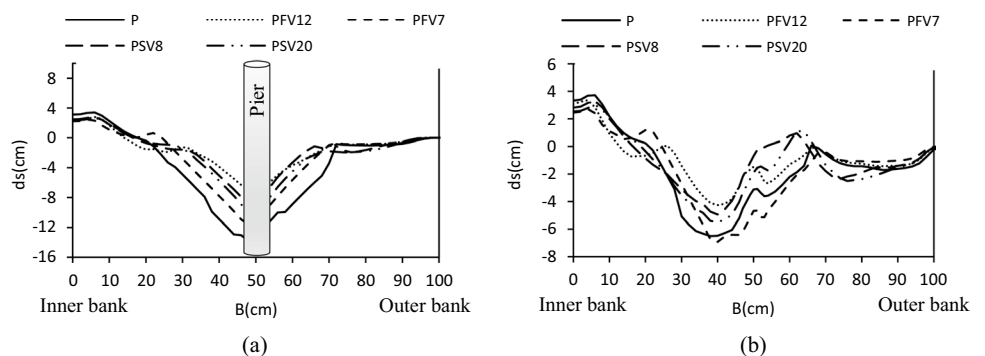 P PFV12 PFV7
PSV8 PSV20
8
4
0
-4
-8
-12
-16
ds(cm)
Pier
0 10 20 30 40 50 60 70 80 90 100
Inner bank B(cm) Outer bank
(a)
P PFV12 PFV7
PSV8 PSV20
6
4
2
0
-2
-4
-6
-8
ds(cm)
0 10 20 30 40 50 60 70 80 90 100
Inner bank B(cm) Outer bank
(b)